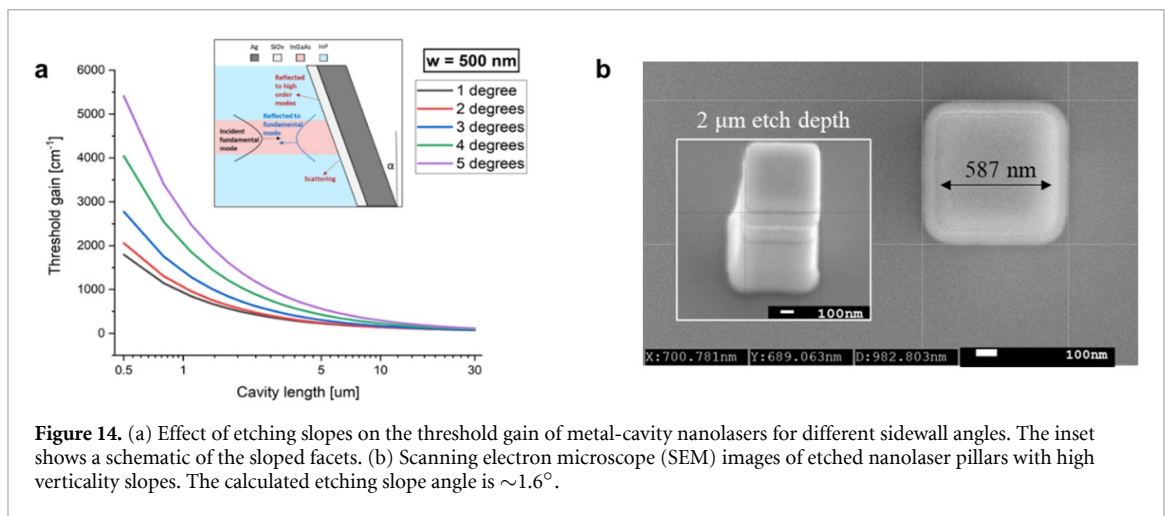 a
w = 500 nm
Ag SiOx InGaAs InP
Reflected
to high
order
modes
Reflected to
fundamental
mode
Incident
fundamental
mode
Scattering
α
1 degree
2 degrees
3 degrees
4 degrees
5 degrees
Threshold gain [cm⁻¹]
6000
5000
4000
3000
2000
1000
0
0.5 1 5 10 30
Cavity length [um]
b
2 μm etch depth
587 nm
100nm
X:700.781nm Y:689.063nm D:982.803nm 100nm
Figure 14. (a) Effect of etching slopes on the threshold gain of metal-cavity nanolasers for different sidewall angles. The inset
shows a schematic of the sloped facets. (b) Scanning electron microscope (SEM) images of etched nanolaser pillars with high
verticality slopes. The calculated etching slope angle is ∼1.6°.